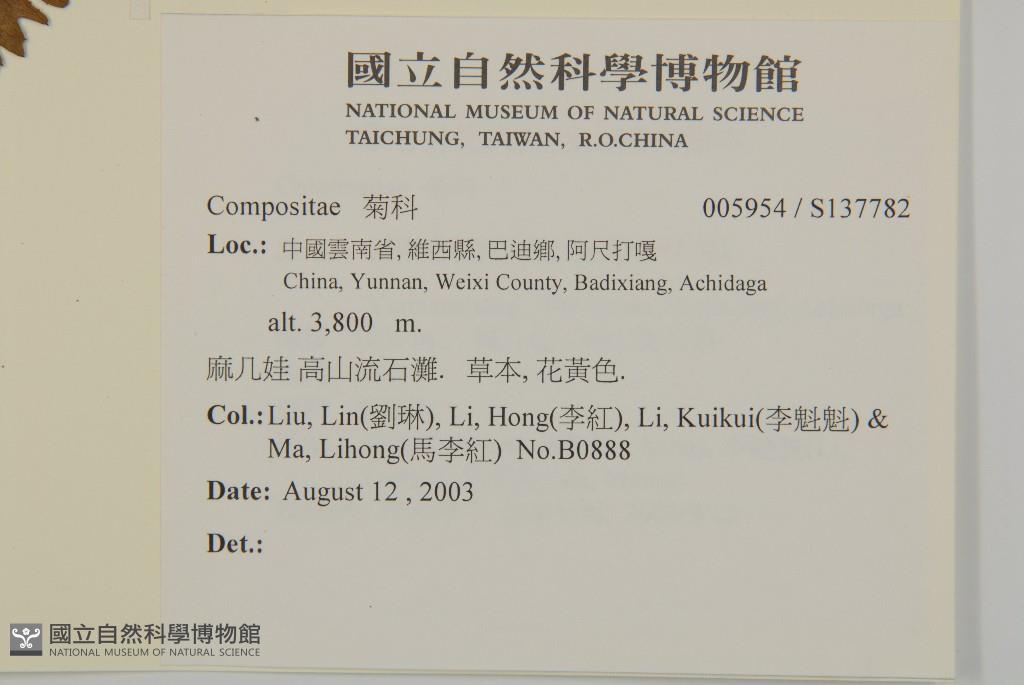 國立自然科學博物館
NATIONAL MUSEUM OF NATURAL SCIENCE
TAICHUNG, TAIWAN, R.O.CHINA
Compositae 菊科 005954 / S137782
Loc.: 中國雲南省, 維西縣, 巴迪鄉, 阿尺打嘎
China, Yunnan, Weixi County, Badixiang, Achidaga
alt. 3,800 m.
麻几娃 高山流石灘. 草本, 花黃色.
Col.: Liu, Lin(劉琳), Li, Hong(李紅), Li, Kuikui(李魁魁) &
Ma, Lihong(馬李紅) No.B0888
Date: August 12 , 2003
Det.:
國立自然科學博物館
NATIONAL MUSEUM OF NATURAL SCIENCE